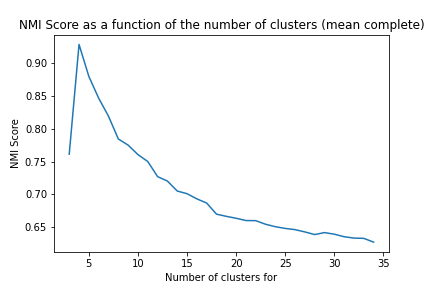 NMI Score as a function of the number of clusters (mean complete)
NMI Score
0.90
0.85
0.80
0.75
0.70
0.65
5 10 15 20 25 30 35
Number of clusters for